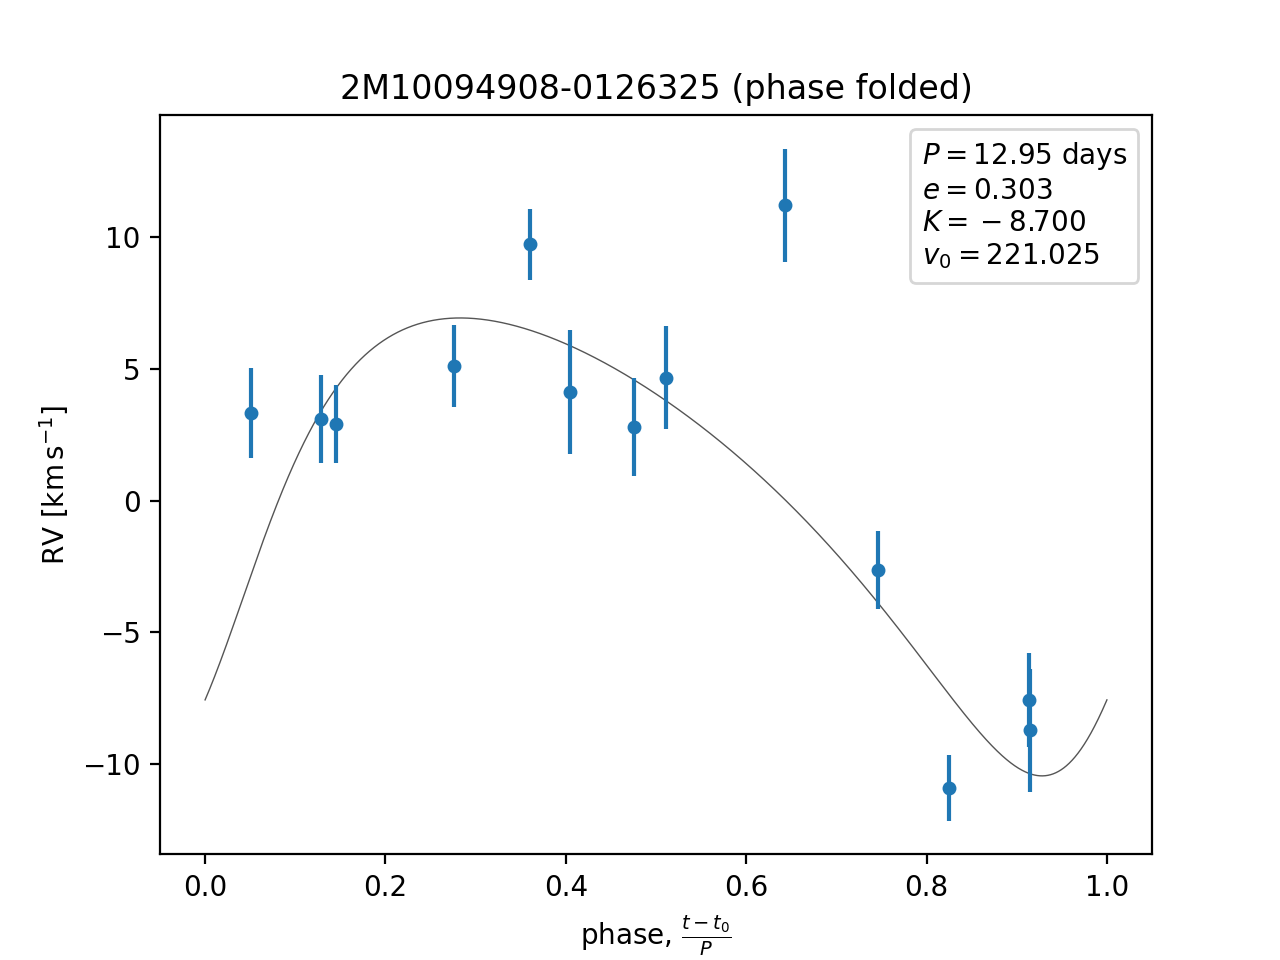 2M10094908-0126325 (phase folded)
P = 12.95 days
e = 0.303
K = −8.700
v₀ = 221.025
RV [km s⁻¹]
10
5
0
−5
−10
0.0 0.2 0.4 0.6 0.8 1.0
phase, (t − t₀)/P